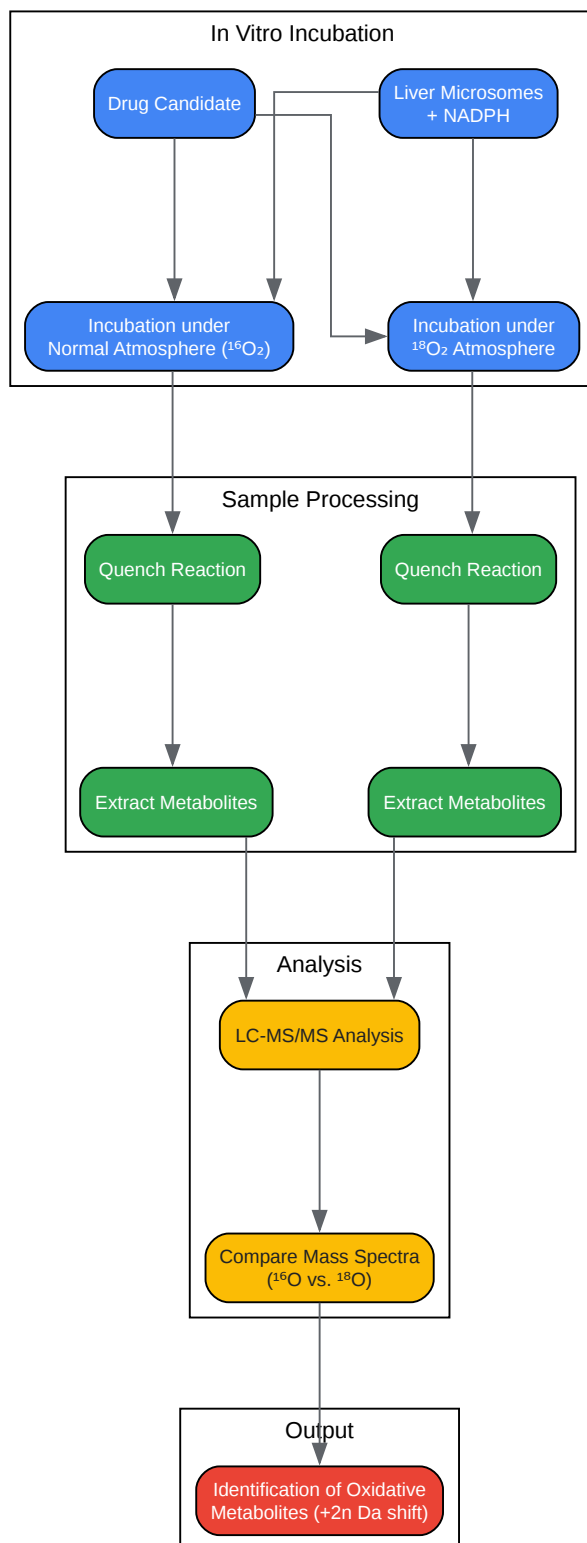 In Vitro Incubation
Drug Candidate
Liver Microsomes
+ NADPH
Incubation under
Normal Atmosphere (¹⁶O₂)
Incubation under
¹⁸O₂ Atmosphere
Sample Processing
Quench Reaction
Quench Reaction
Extract Metabolites
Extract Metabolites
Analysis
LC-MS/MS Analysis
Compare Mass Spectra
(¹⁶O vs. ¹⁸O)
Output
Identification of Oxidative
Metabolites (+2n Da shift)